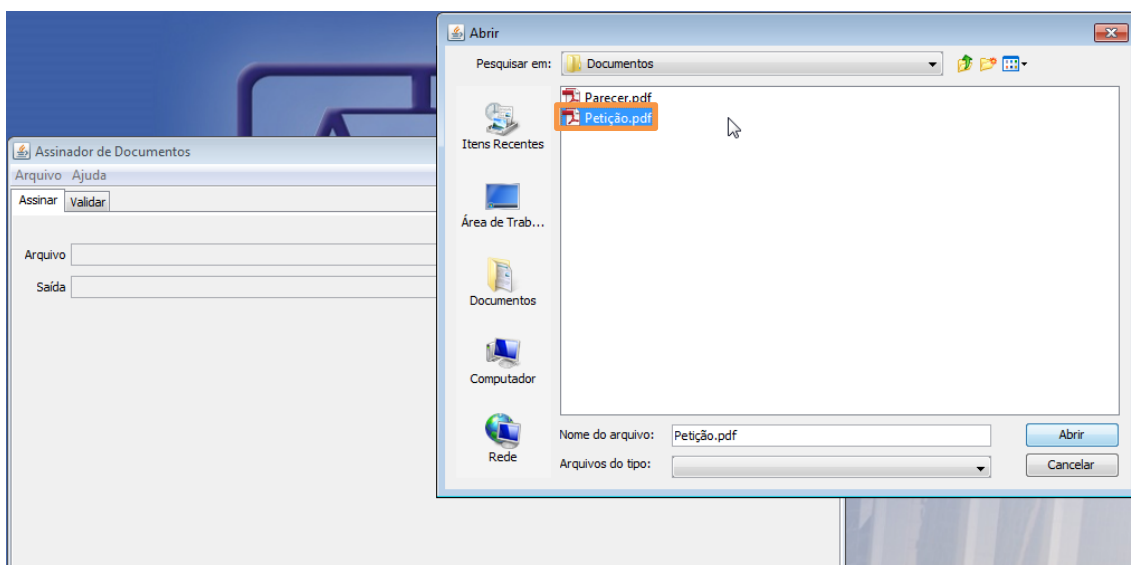 Abrir
Pesquisar em: Documentos
Parecer.pdf
Petição.pdf
Itens Recentes
Área de Trab...
Documentos
Computador
Rede
Nome do arquivo: Petição.pdf Abrir
Arquivos do tipo: Cancelar
Assinador de Documentos
Arquivo Ajuda
Assinar Validar
Arquivo
Saída